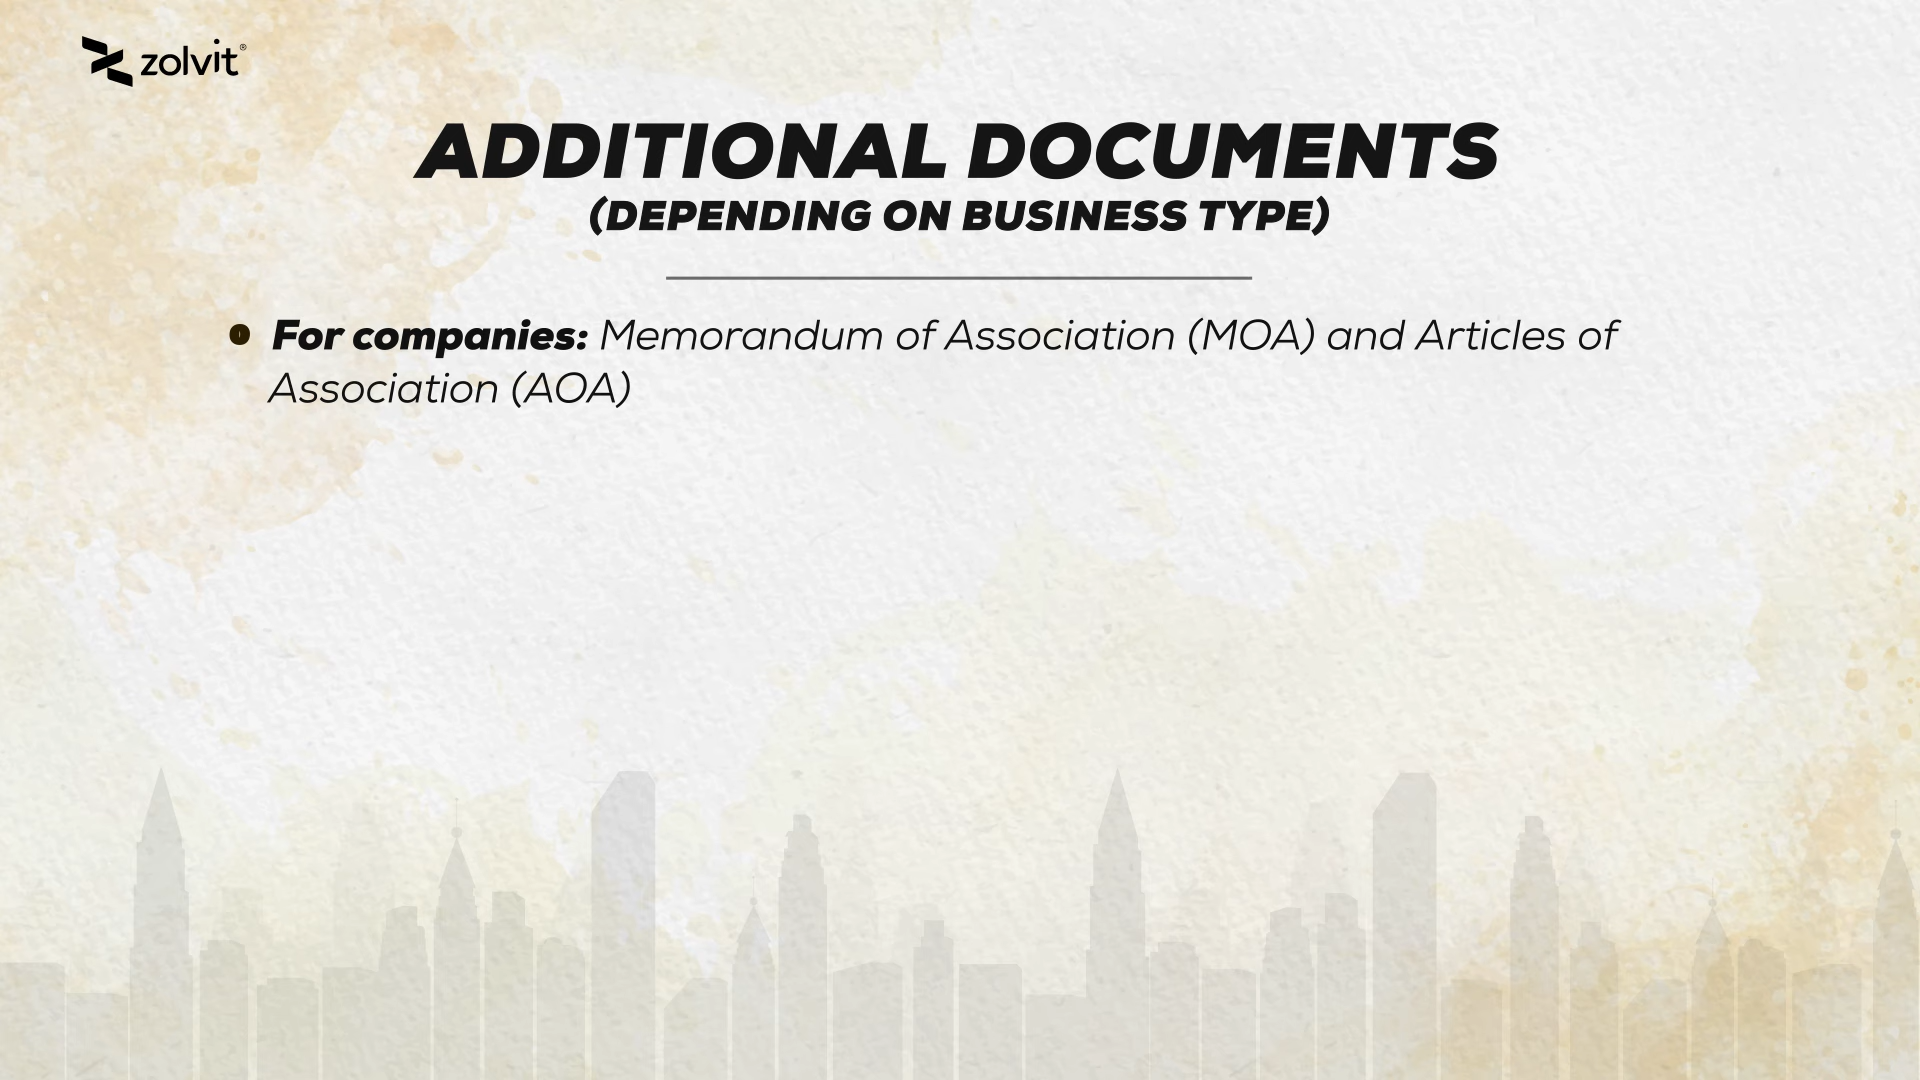 zolvit®
ADDITIONAL DOCUMENTS
(DEPENDING ON BUSINESS TYPE)
For companies: Memorandum of Association (MOA) and Articles of
Association (AOA)